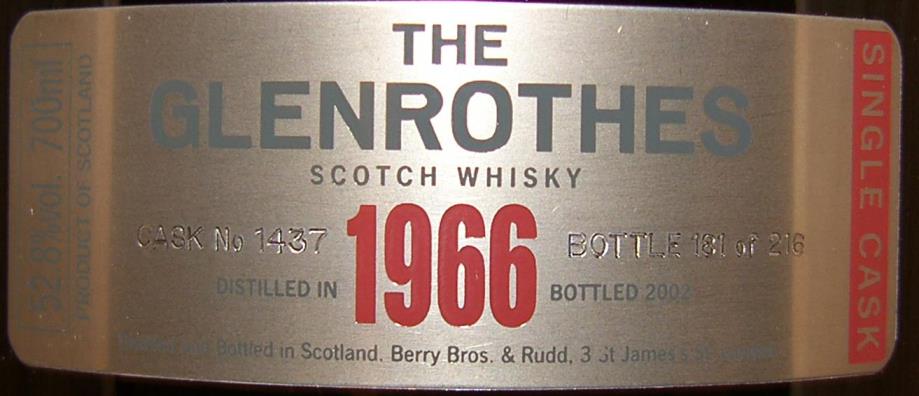 THE
GLENROTHES
SCOTCH WHISKY
CASK No 1437
1966
BOTTLE 181 of 216
DISTILLED IN
BOTTLED 2002
and Bottled in Scotland. Berry Bros. & Rudd, 3 St James's St
52.8%vol. 700ml
PRODUCT OF SCOTLAND
SINGLE CASK